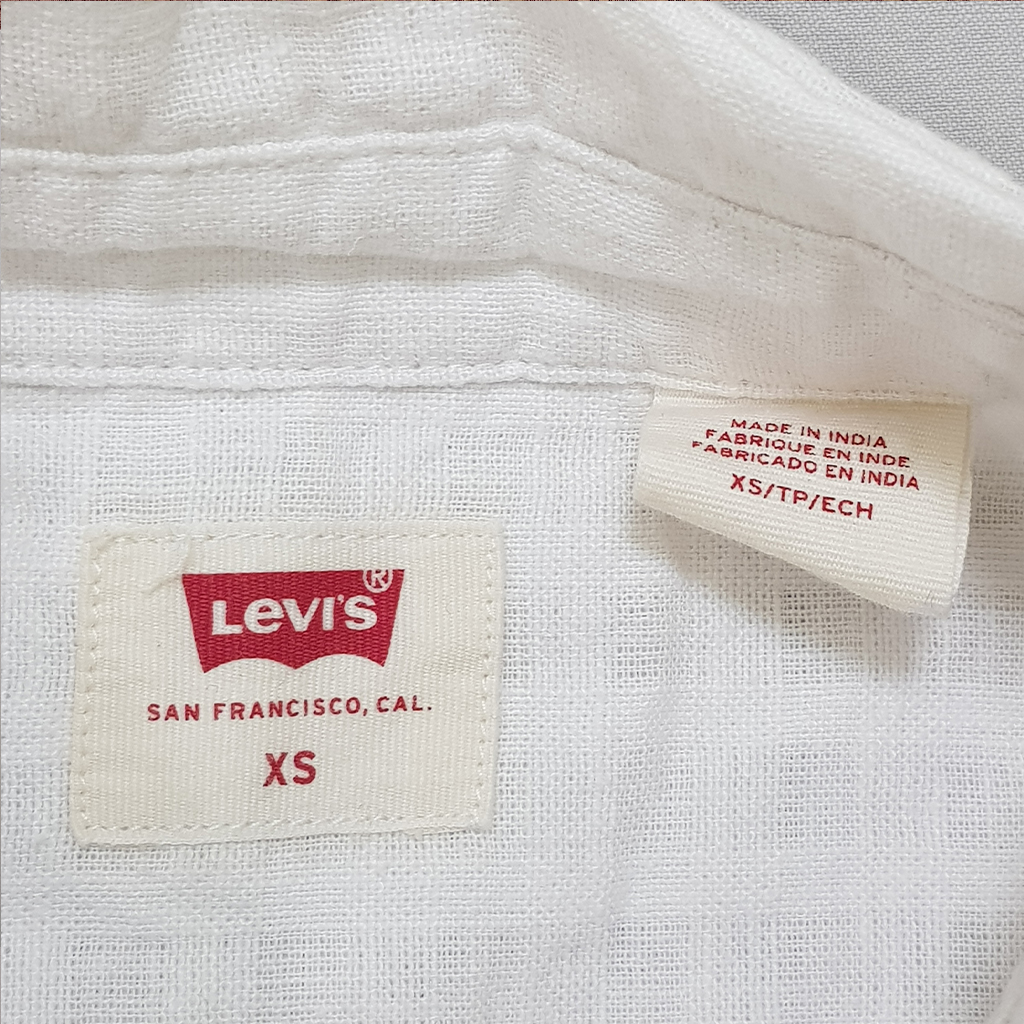 MADE IN INDIA
FABRIQUE EN INDE
FABRICADO EN INDIA
XS/TP/ECH
LEVI'S®
SAN FRANCISCO, CAL.
XS